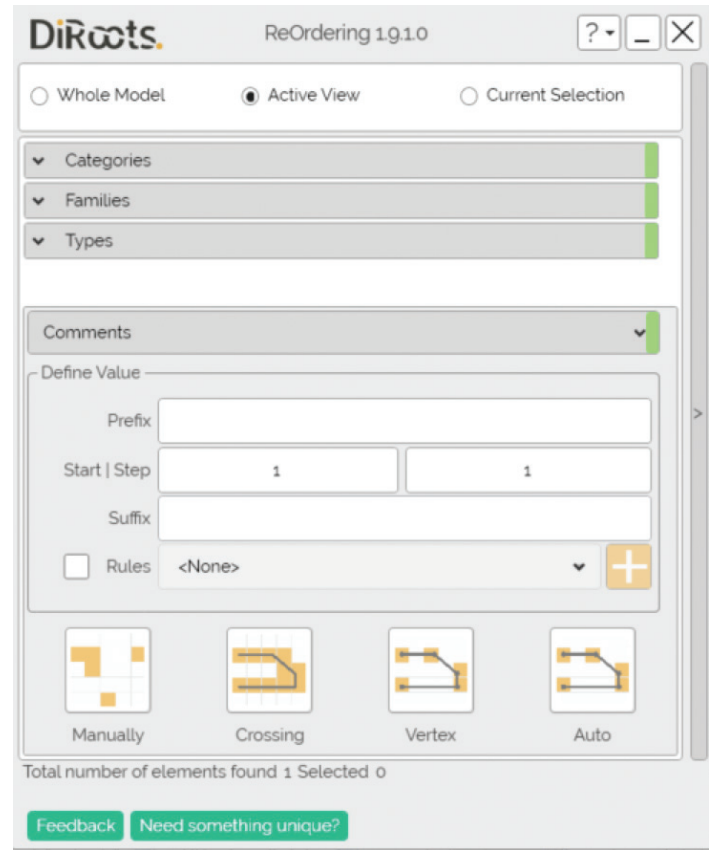 DiRoots. ReOrdering 1.9.1.0 ?
Whole Model Active View Current Selection
Categories
Families
Types
Comments
Define Value
>
Prefix
Start | Step 1 1
Suffix
Rules <None>
Manually Crossing Vertex Auto
Total number of elements found 1 Selected 0
Feedback Need something unique?